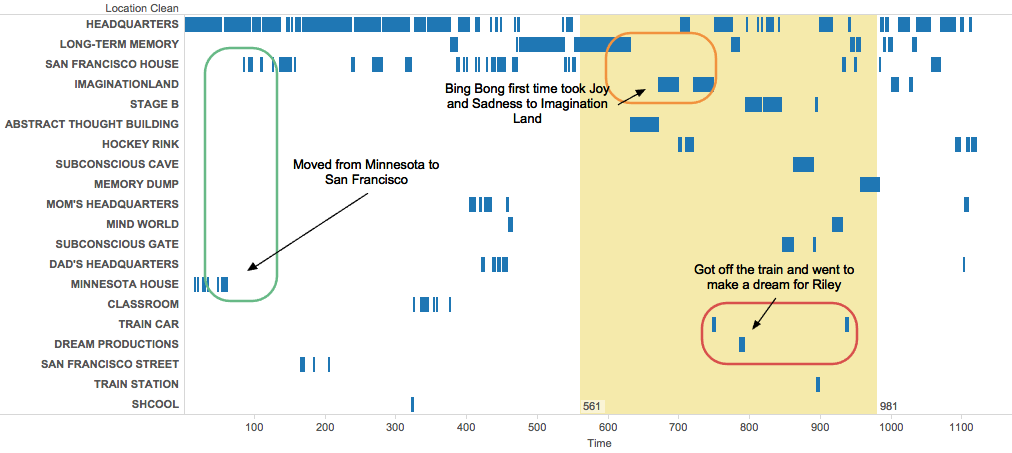 Location Clean
HEADQUARTERS
LONG-TERM MEMORY
SAN FRANCISCO HOUSE
IMAGINATIONLAND
STAGE B
ABSTRACT THOUGHT BUILDING
HOCKEY RINK
SUBCONSCIOUS CAVE
MEMORY DUMP
MOM'S HEADQUARTERS
MIND WORLD
SUBCONSCIOUS GATE
DAD'S HEADQUARTERS
MINNESOTA HOUSE
CLASSROOM
TRAIN CAR
DREAM PRODUCTIONS
SAN FRANCISCO STREET
TRAIN STATION
SHCOOL
Bing Bong first time took Joy
and Sadness to Imagination
Land
Moved from Minnesota to
San Francisco
Got off the train and went to
make a dream for Riley
561
981
100
200
300
400
500
600
700
800
900
1000
1100
Time